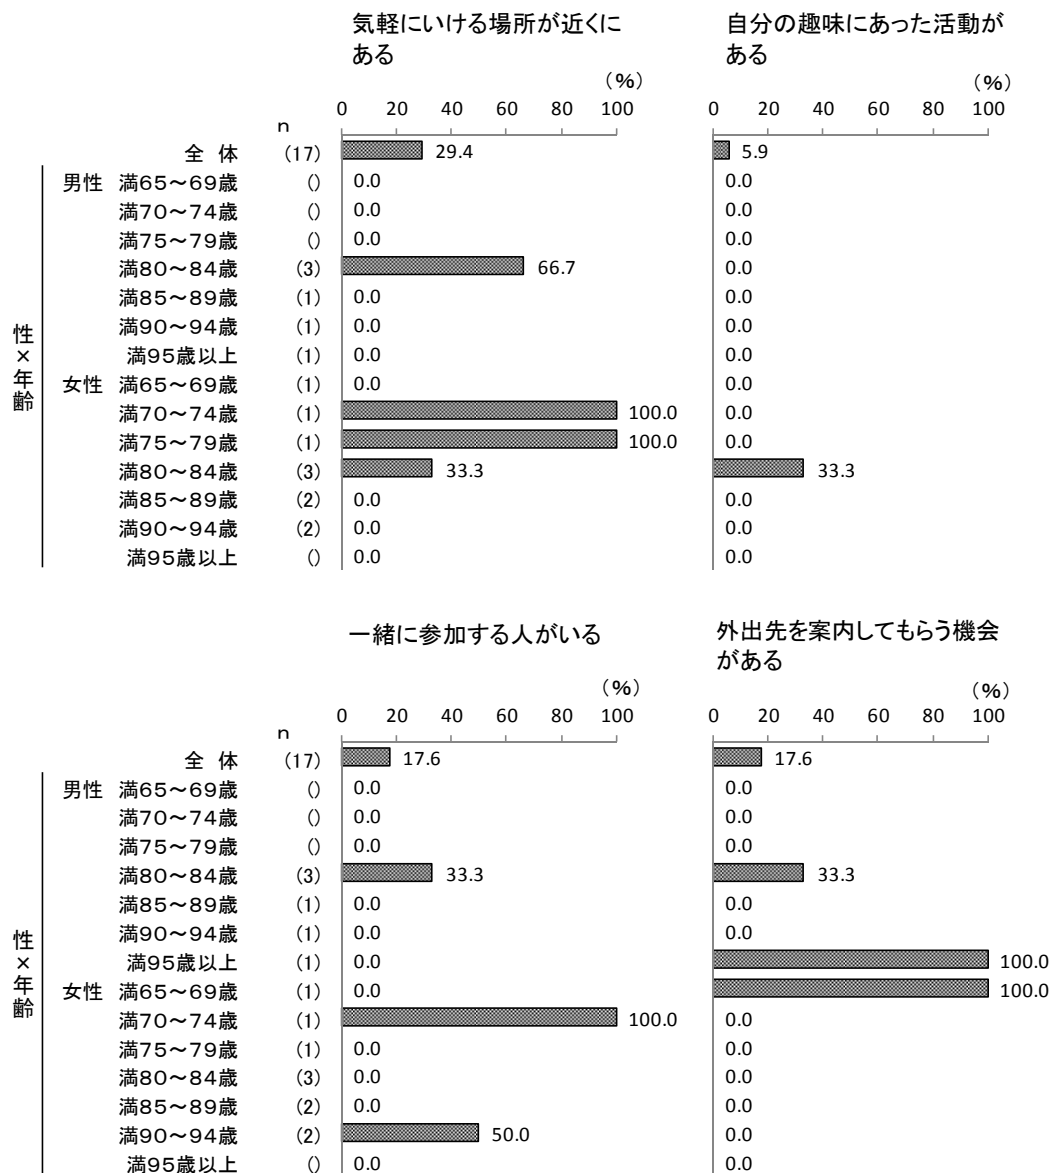 気軽にいける場所が近くに
ある
自分の趣味にあった活動が
ある
(%)
(%)
0 20 40 60 80 100
0 20 40 60 80 100
n
全 体 (17) 29.4 5.9
男性 満65～69歳 () 0.0 0.0
満70～74歳 () 0.0 0.0
満75～79歳 () 0.0 0.0
満80～84歳 (3) 66.7 0.0
満85～89歳 (1) 0.0 0.0
満90～94歳 (1) 0.0 0.0
満95歳以上 (1) 0.0 0.0
女性 満65～69歳 (1) 0.0 0.0
満70～74歳 (1) 100.0 0.0
満75～79歳 (1) 100.0 0.0
満80～84歳 (3) 33.3 33.3
満85～89歳 (2) 0.0 0.0
満90～94歳 (2) 0.0 0.0
満95歳以上 () 0.0 0.0
性×年齢
一緒に参加する人がいる
外出先を案内してもらう機会
がある
(%)
(%)
0 20 40 60 80 100
0 20 40 60 80 100
n
全 体 (17) 17.6 17.6
男性 満65～69歳 () 0.0 0.0
満70～74歳 () 0.0 0.0
満75～79歳 () 0.0 0.0
満80～84歳 (3) 33.3 33.3
満85～89歳 (1) 0.0 0.0
満90～94歳 (1) 0.0 0.0
満95歳以上 (1) 0.0 100.0
女性 満65～69歳 (1) 0.0 100.0
満70～74歳 (1) 100.0 0.0
満75～79歳 (1) 0.0 0.0
満80～84歳 (3) 0.0 0.0
満85～89歳 (2) 0.0 0.0
満90～94歳 (2) 50.0 0.0
満95歳以上 () 0.0 0.0
性×年齢